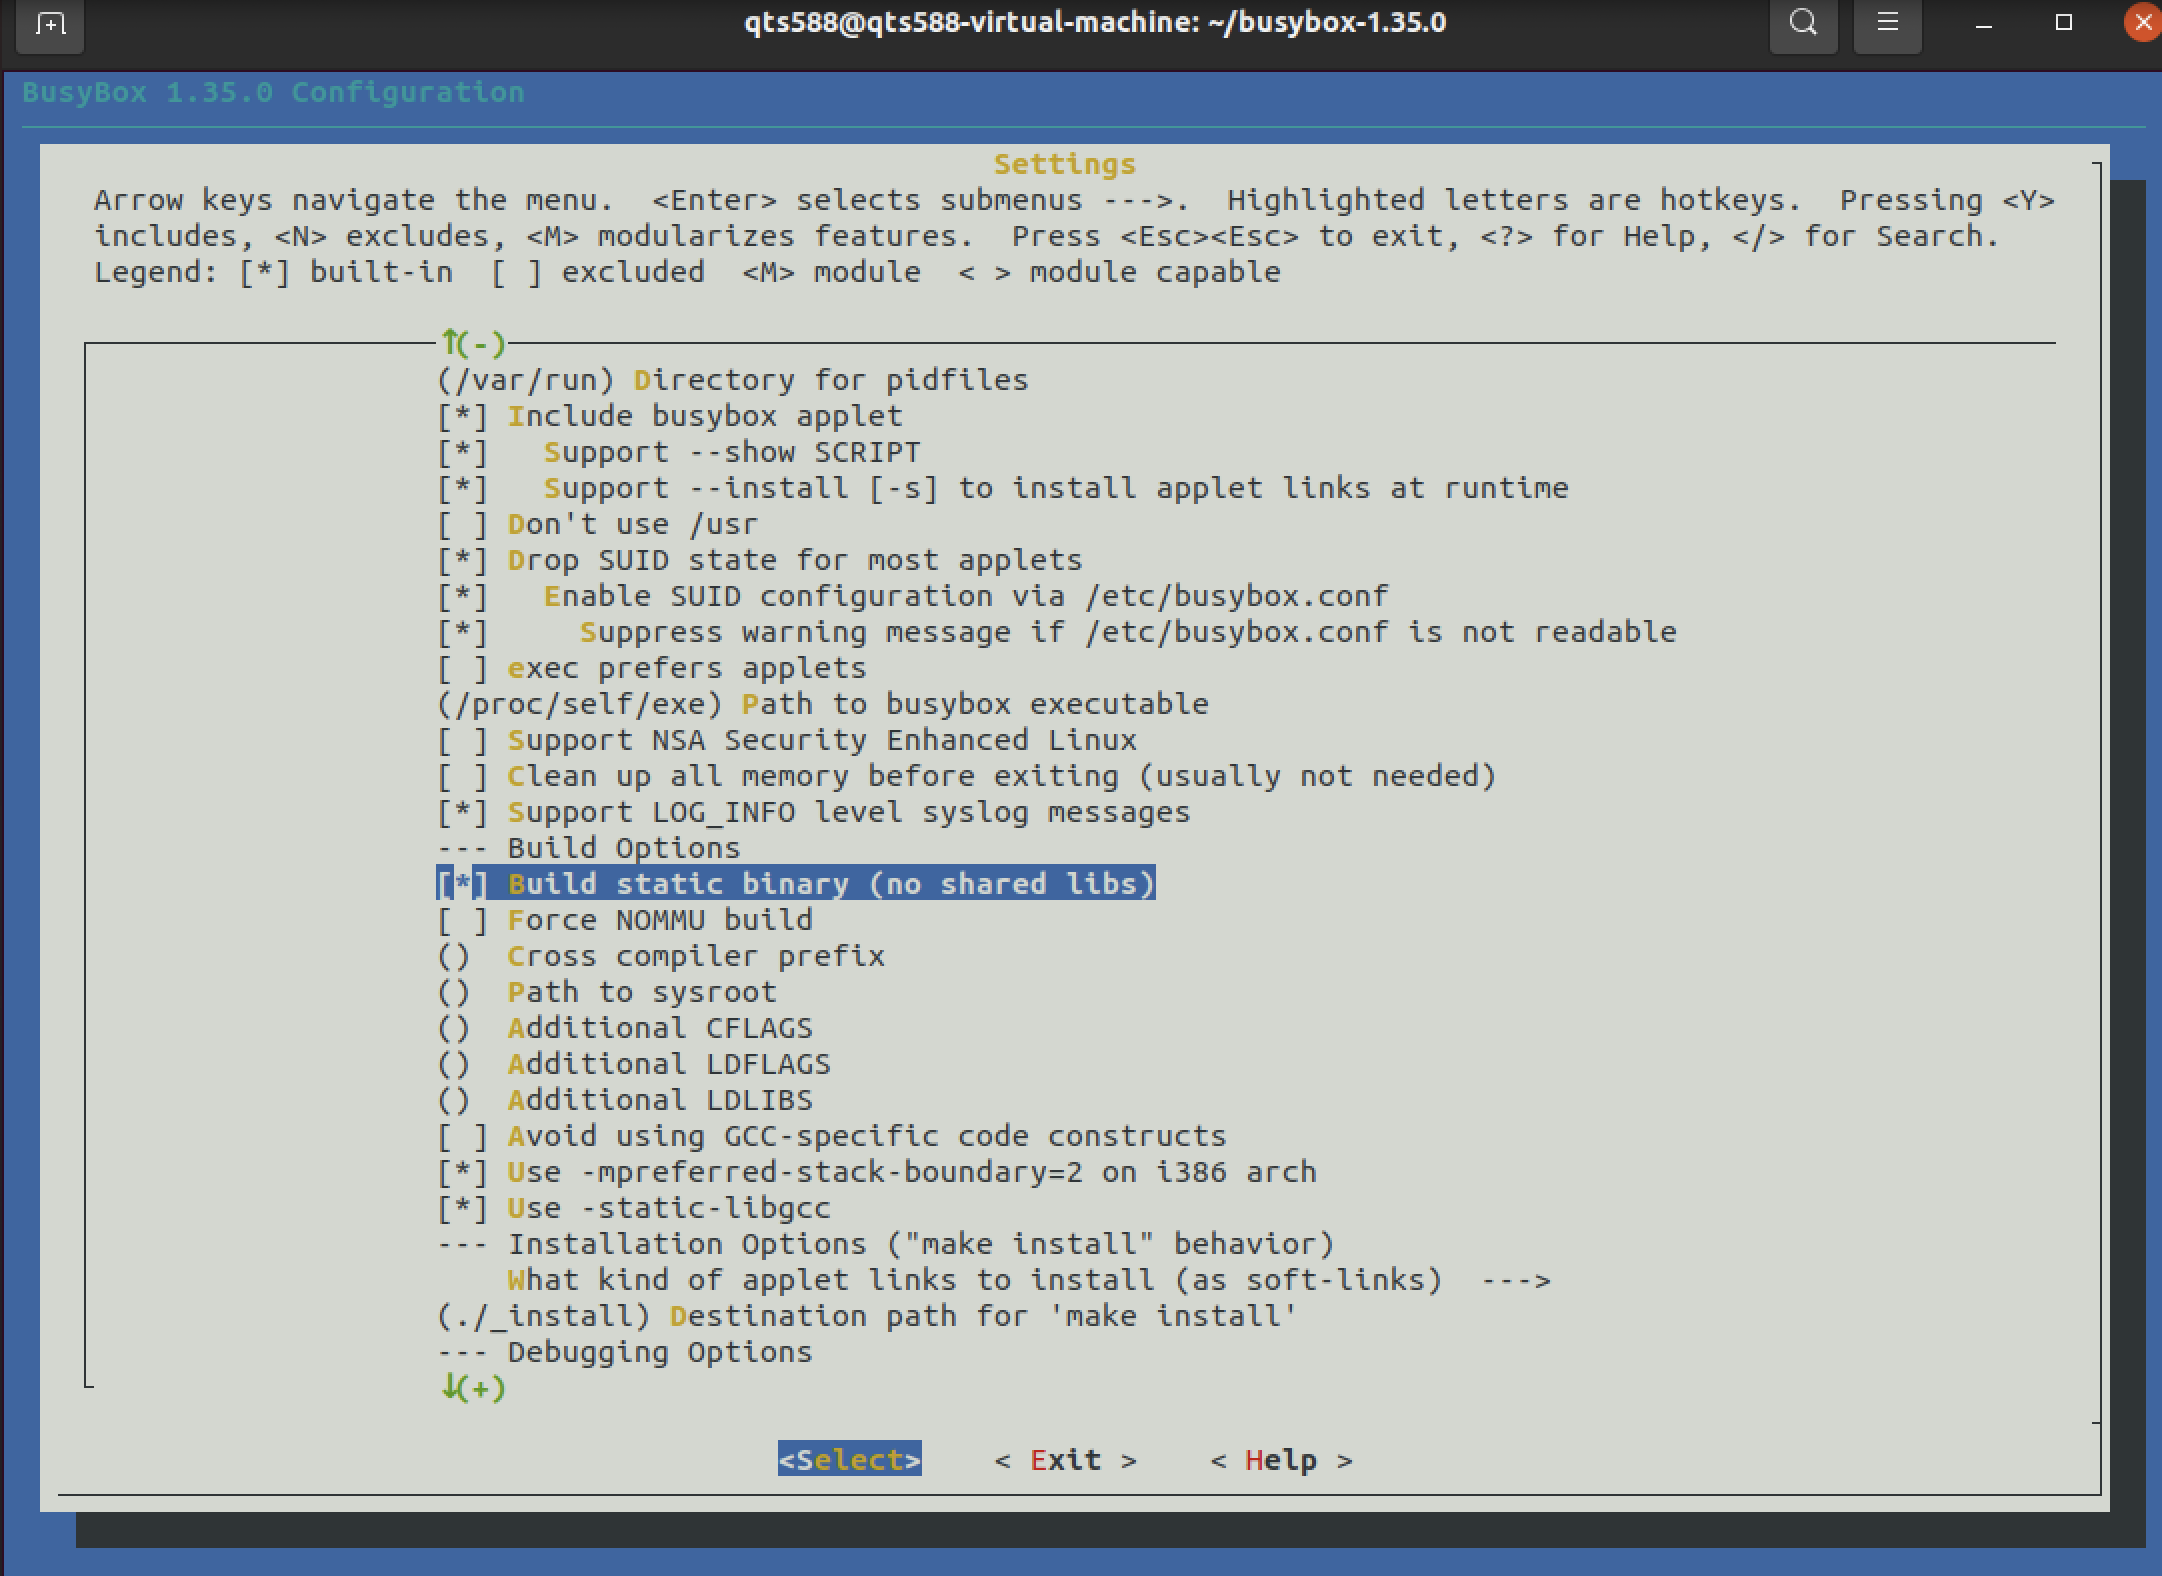 qts588@qts588-virtual-machine: ~/busybox-1.35.0
BusyBox 1.35.0 Configuration
Settings
Arrow keys navigate the menu.  <Enter> selects submenus --->.  Highlighted letters are hotkeys.  Pressing <Y>
includes, <N> excludes, <M> modularizes features.  Press <Esc><Esc> to exit, <?> for Help, </> for Search.
Legend: [*] built-in  [ ] excluded  <M> module  < > module capable
↑(-)
(/var/run) Directory for pidfiles
[*] Include busybox applet
[*]   Support --show SCRIPT
[*]   Support --install [-s] to install applet links at runtime
[ ] Don't use /usr
[*] Drop SUID state for most applets
[*]   Enable SUID configuration via /etc/busybox.conf
[*]     Suppress warning message if /etc/busybox.conf is not readable
[ ] exec prefers applets
(/proc/self/exe) Path to busybox executable
[ ] Support NSA Security Enhanced Linux
[ ] Clean up all memory before exiting (usually not needed)
[*] Support LOG_INFO level syslog messages
--- Build Options
[*] Build static binary (no shared libs)
[ ] Force NOMMU build
()  Cross compiler prefix
()  Path to sysroot
()  Additional CFLAGS
()  Additional LDFLAGS
()  Additional LDLIBS
[ ] Avoid using GCC-specific code constructs
[*] Use -mpreferred-stack-boundary=2 on i386 arch
[*] Use -static-libgcc
--- Installation Options ("make install" behavior)
    What kind of applet links to install (as soft-links)  --->
(./_install) Destination path for 'make install'
--- Debugging Options
↓(+)
<Select>    < Exit >    < Help >